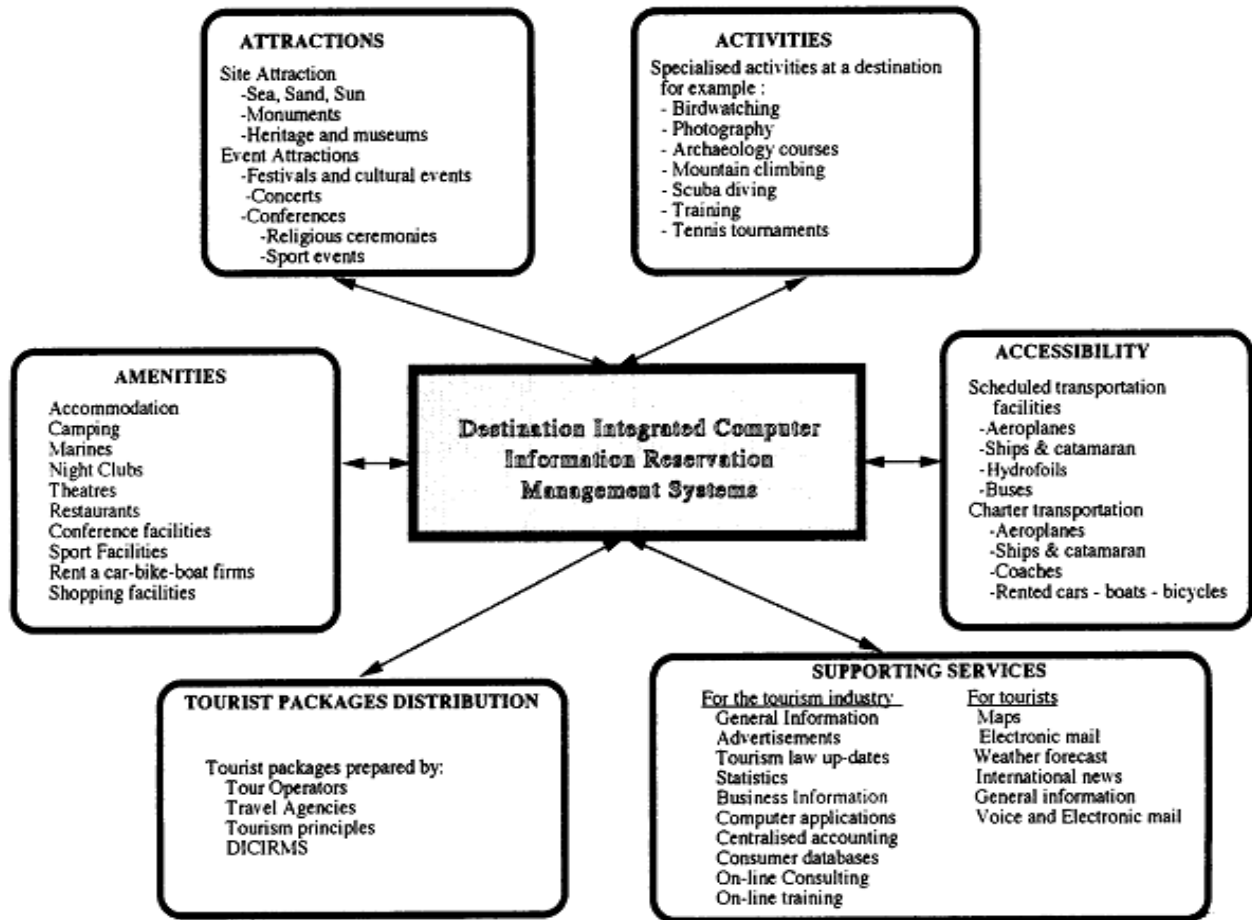 ATTRACTIONS
Site Attraction
-Sea, Sand, Sun
-Monuments
-Heritage and museums
Event Attractions
-Festivals and cultural events
-Concerts
-Conferences
-Religious ceremonies
-Sport events
ACTIVITIES
Specialised activities at a destination
for example :
- Birdwatching
- Photography
- Archaeology courses
- Mountain climbing
- Scuba diving
- Training
- Tennis tournaments
AMENITIES
Accommodation
Camping
Marines
Night Clubs
Theatres
Restaurants
Conference facilities
Sport Facilities
Rent a car-bike-boat firms
Shopping facilities
Destination Integrated Computer
Information Reservation
Management Systems
ACCESSIBILITY
Scheduled transportation
facilities
-Aeroplanes
-Ships & catamaran
-Hydrofoils
-Buses
Charter transportation
-Aeroplanes
-Ships & catamaran
-Coaches
-Rented cars - boats - bicycles
TOURIST PACKAGES DISTRIBUTION
Tourist packages prepared by:
Tour Operators
Travel Agencies
Tourism principles
DICIRMS
SUPPORTING SERVICES
For the tourism industry
General Information
Advertisements
Tourism law up-dates
Statistics
Business Information
Computer applications
Centralised accounting
Consumer databases
On-line Consulting
On-line training
For tourists
Maps
Electronic mail
Weather forecast
International news
General information
Voice and Electronic mail